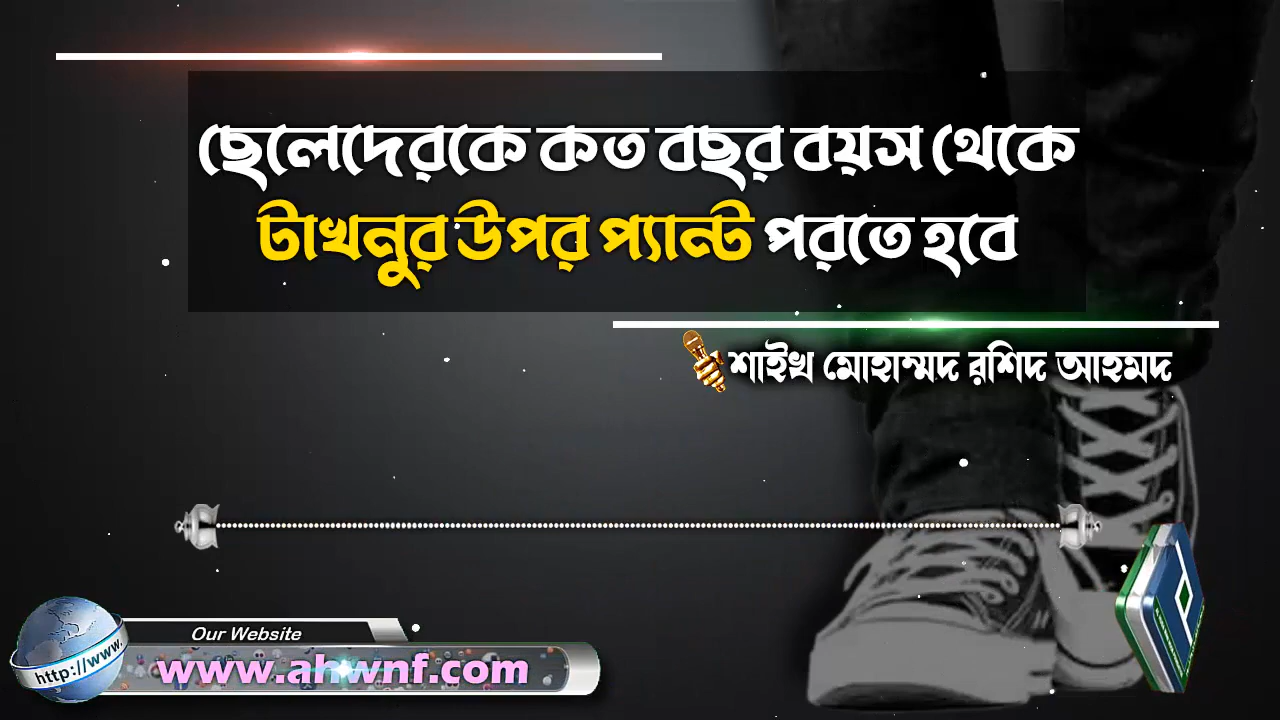 ছেলেদেরকে কত বছর বয়স থেকে
টাখনুর উপর প্যান্ট পরতে হবে
শাইখ মোহাম্মদ রশিদ আহমদ
Our Website
http://www.
www.ahwnf.com